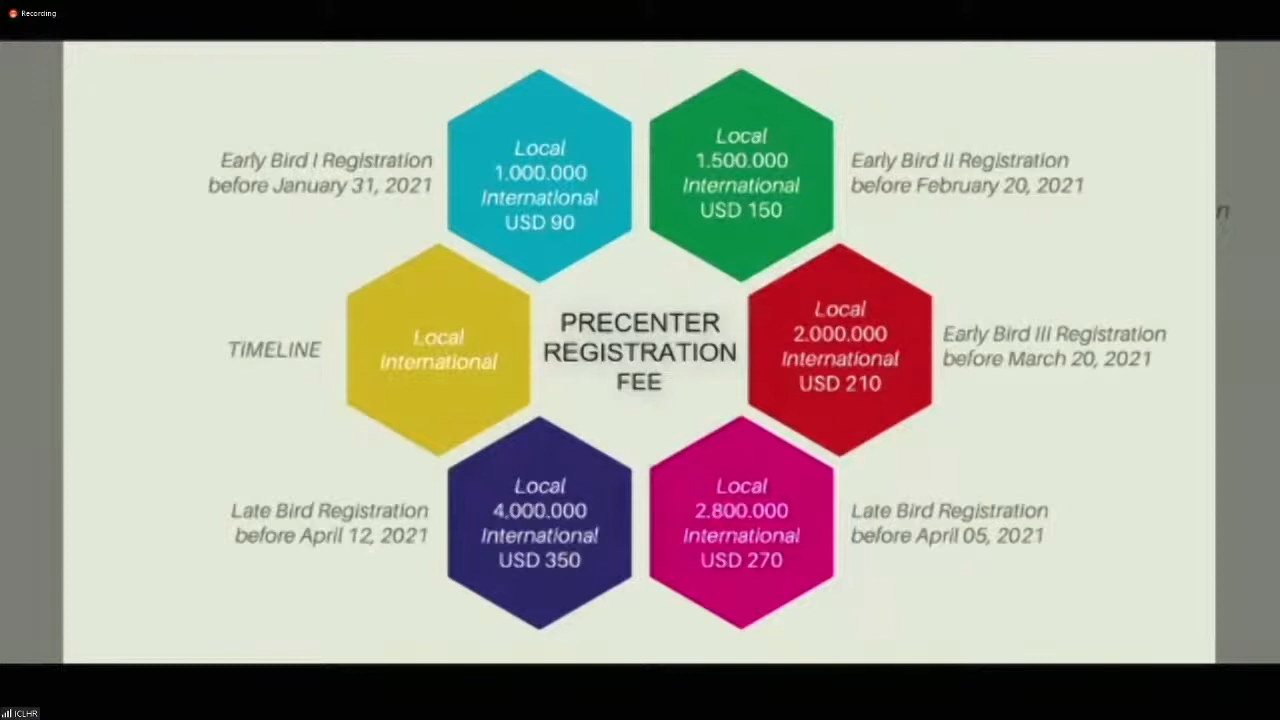 Recording
Early Bird I Registration
before January 31, 2021
Local
1.000.000
International
USD 90
Local
1.500.000
International
USD 150
Early Bird II Registration
before February 20, 2021
n
TIMELINE
Local
International
PRECENTER
REGISTRATION
FEE
Local
2.000.000
International
USD 210
Early Bird III Registration
before March 20, 2021
Late Bird Registration
before April 12, 2021
Local
4,000.000
International
USD 350
Local
2.800.000
International
USD 270
Late Bird Registration
before April 05, 2021
ICLHR